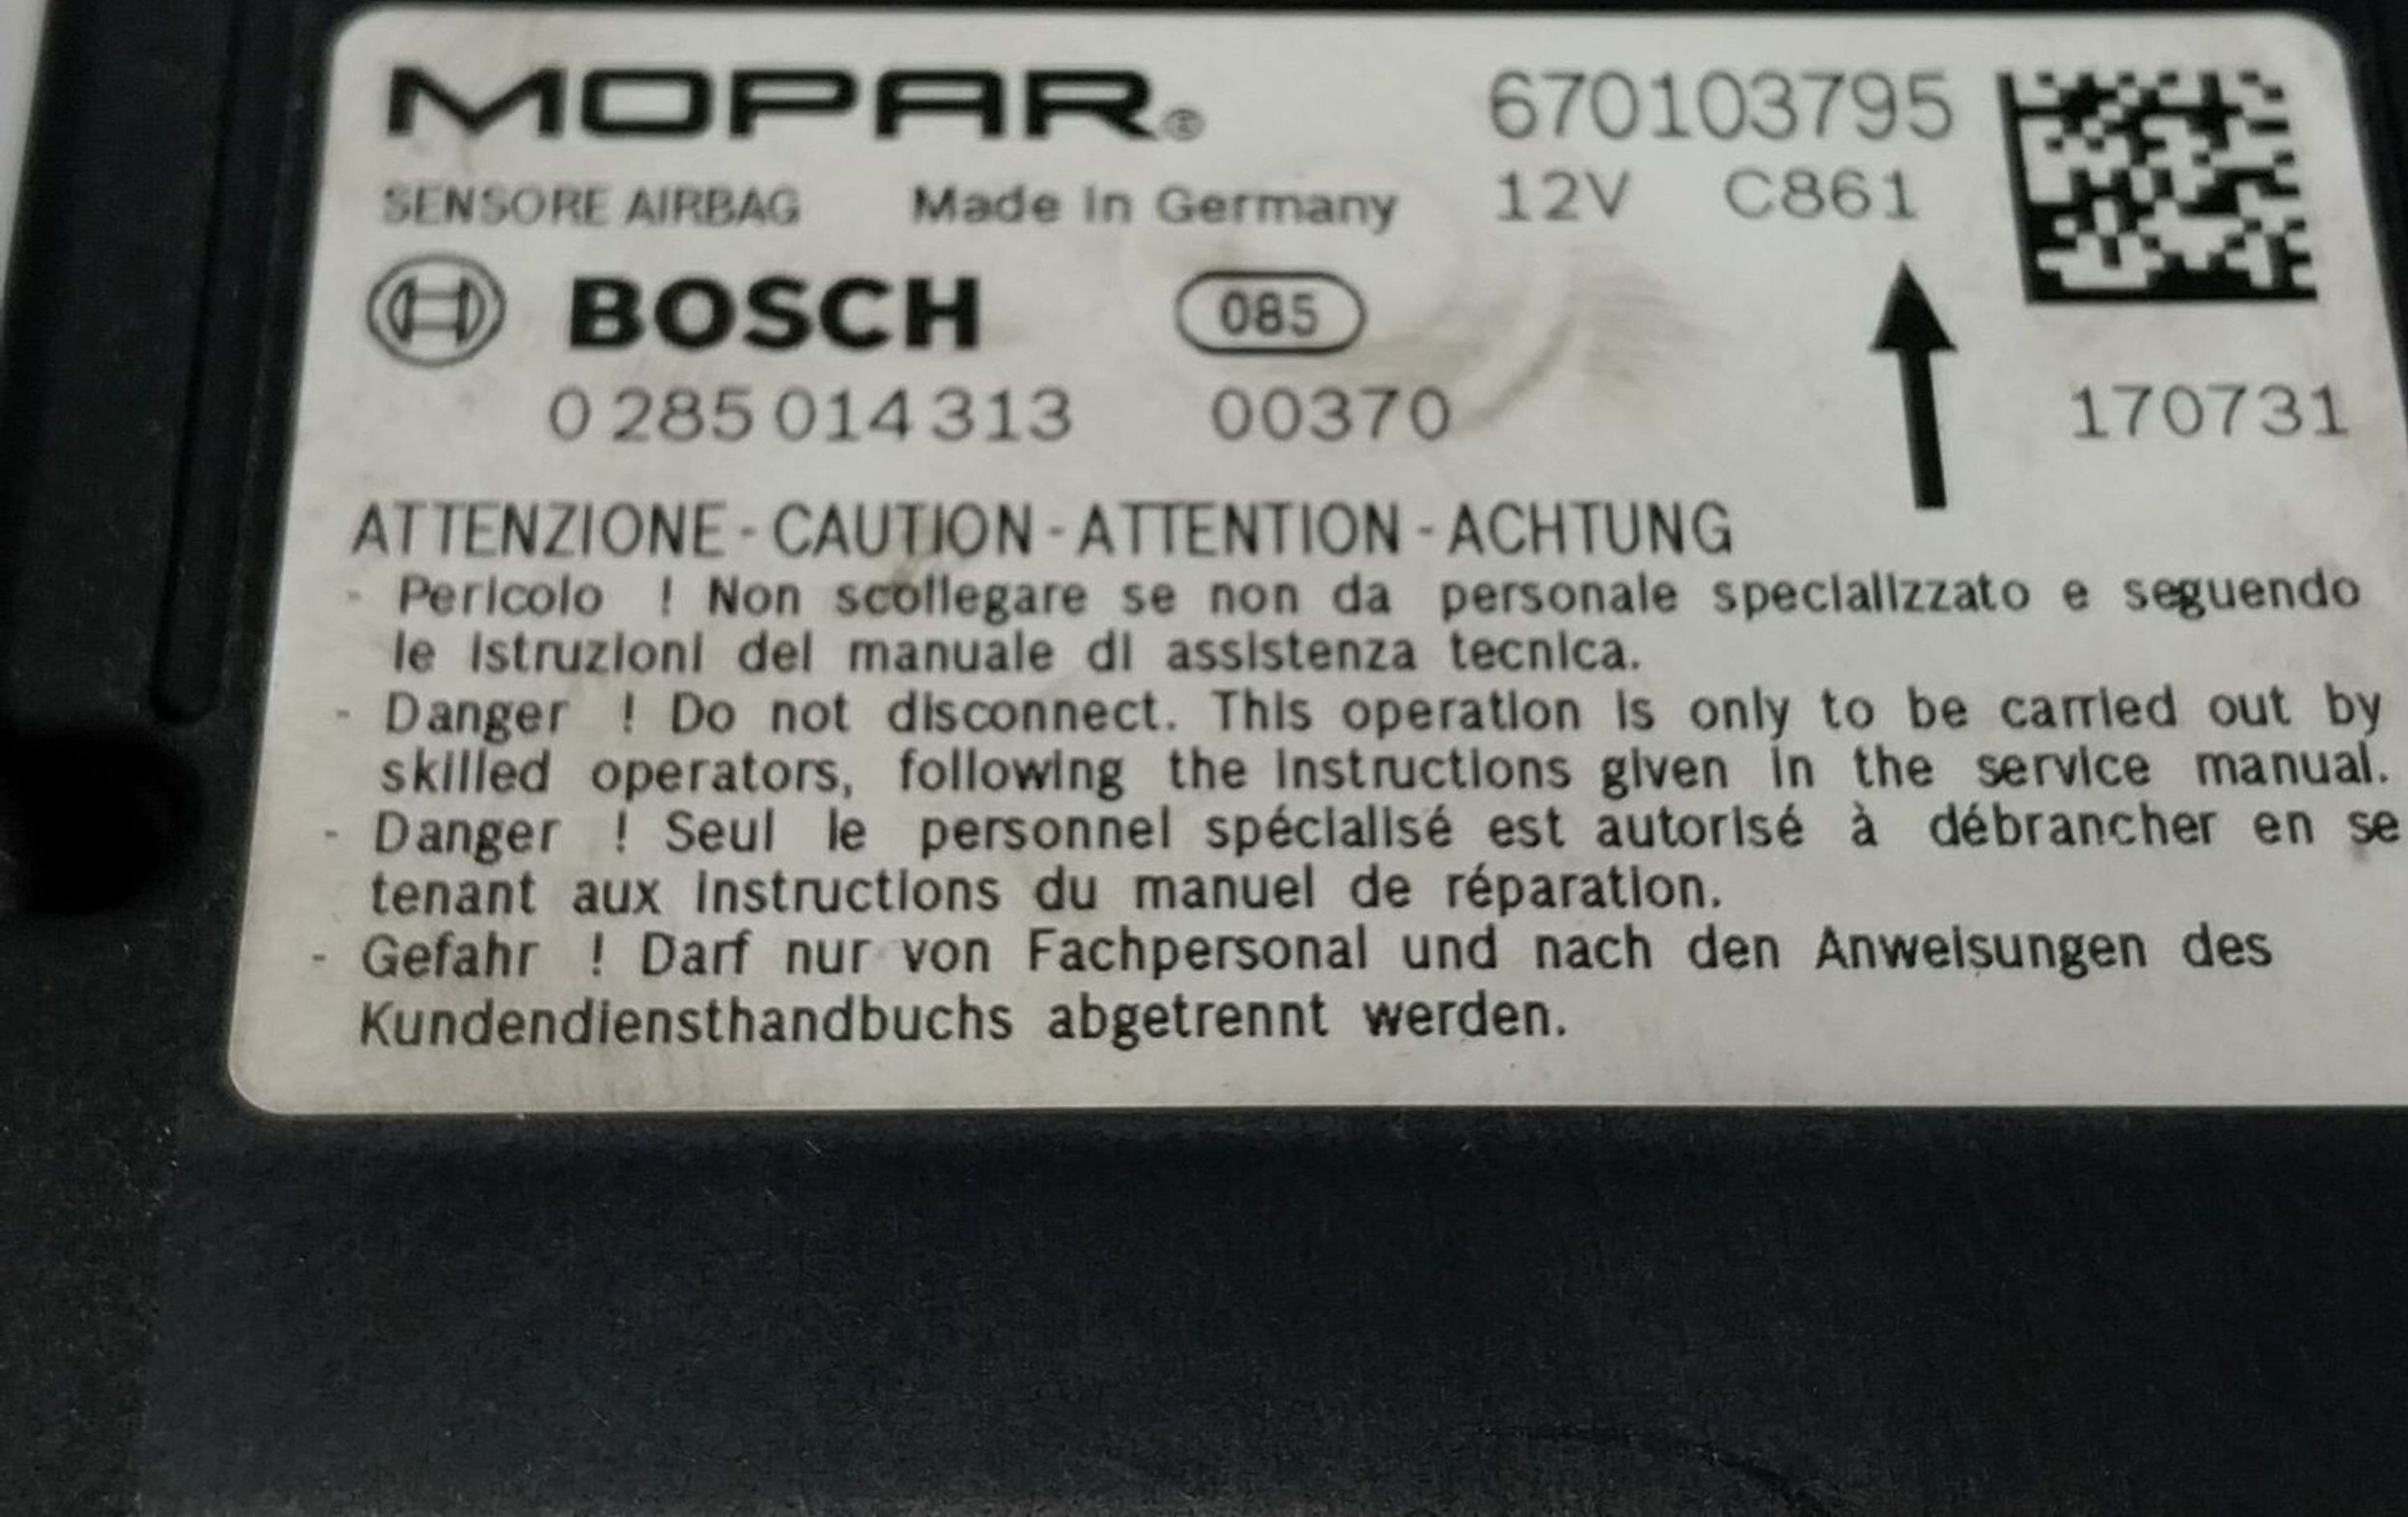 MOPAR® 670103795
SENSORE AIRBAG Made in Germany 12V C861
BOSCH 085
0 285 014 313 00370 170731
ATTENZIONE - CAUTION - ATTENTION - ACHTUNG
- Pericolo ! Non scollegare se non da personale specializzato e seguendo
le istruzioni del manuale di assistenza tecnica.
- Danger ! Do not disconnect. This operation is only to be carried out by
skilled operators, following the instructions given in the service manual.
- Danger ! Seul le personnel spécialisé est autorisé à débrancher en se
tenant aux instructions du manuel de réparation.
- Gefahr ! Darf nur von Fachpersonal und nach den Anweisungen des
Kundendiensthandbuchs abgetrennt werden.